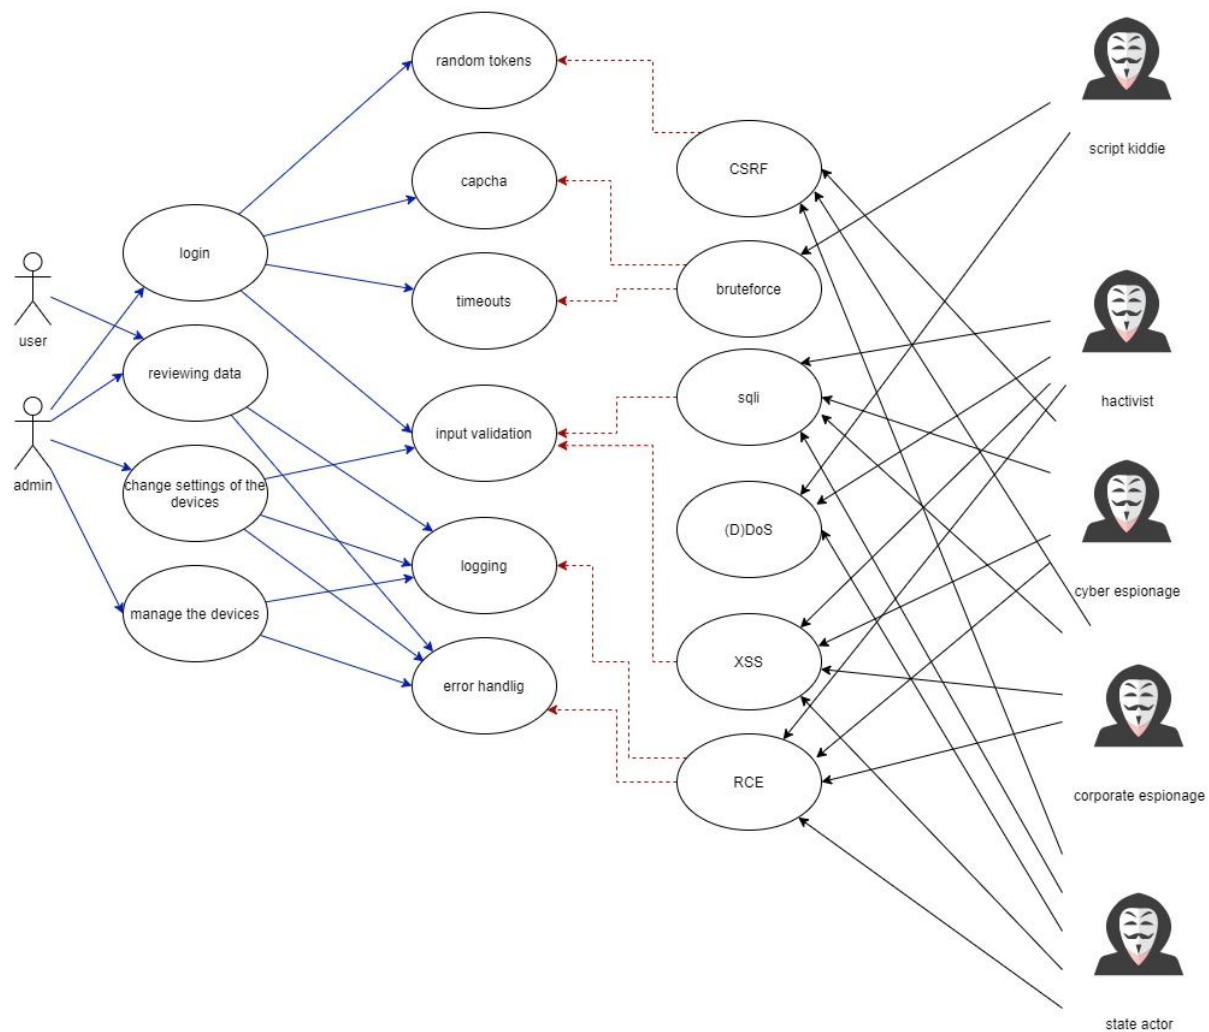 random tokens
script kiddie
CSRF
capcha
login
bruteforce
timeouts
user
reviewing data
sqli
hactivist
input validation
admin
change settings of the
devices
(D)DoS
logging
cyber espionage
manage the devices
XSS
error handlig
RCE
corporate espionage
state actor